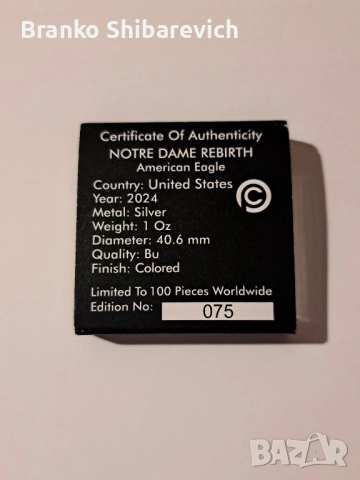 Branko Shibarevich
Certificate Of Authenticity
NOTRE DAME REBIRTH
American Eagle
Country: United States
Year: 2024
Metal: Silver
Weight: 1 Oz
Diameter: 40.6 mm
Quality: Bu
Finish: Colored
Limited To 100 Pieces Worldwide
Edition No: 075
BAZAR